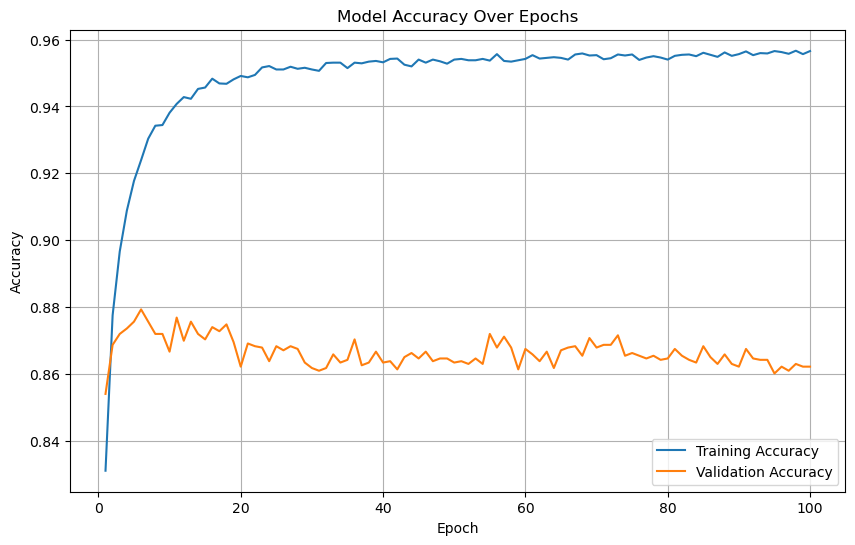 Model Accuracy Over Epochs
Accuracy
0.96
0.94
0.92
0.90
0.88
0.86
0.84
0
20
40
60
80
100
Epoch
Training Accuracy
Validation Accuracy